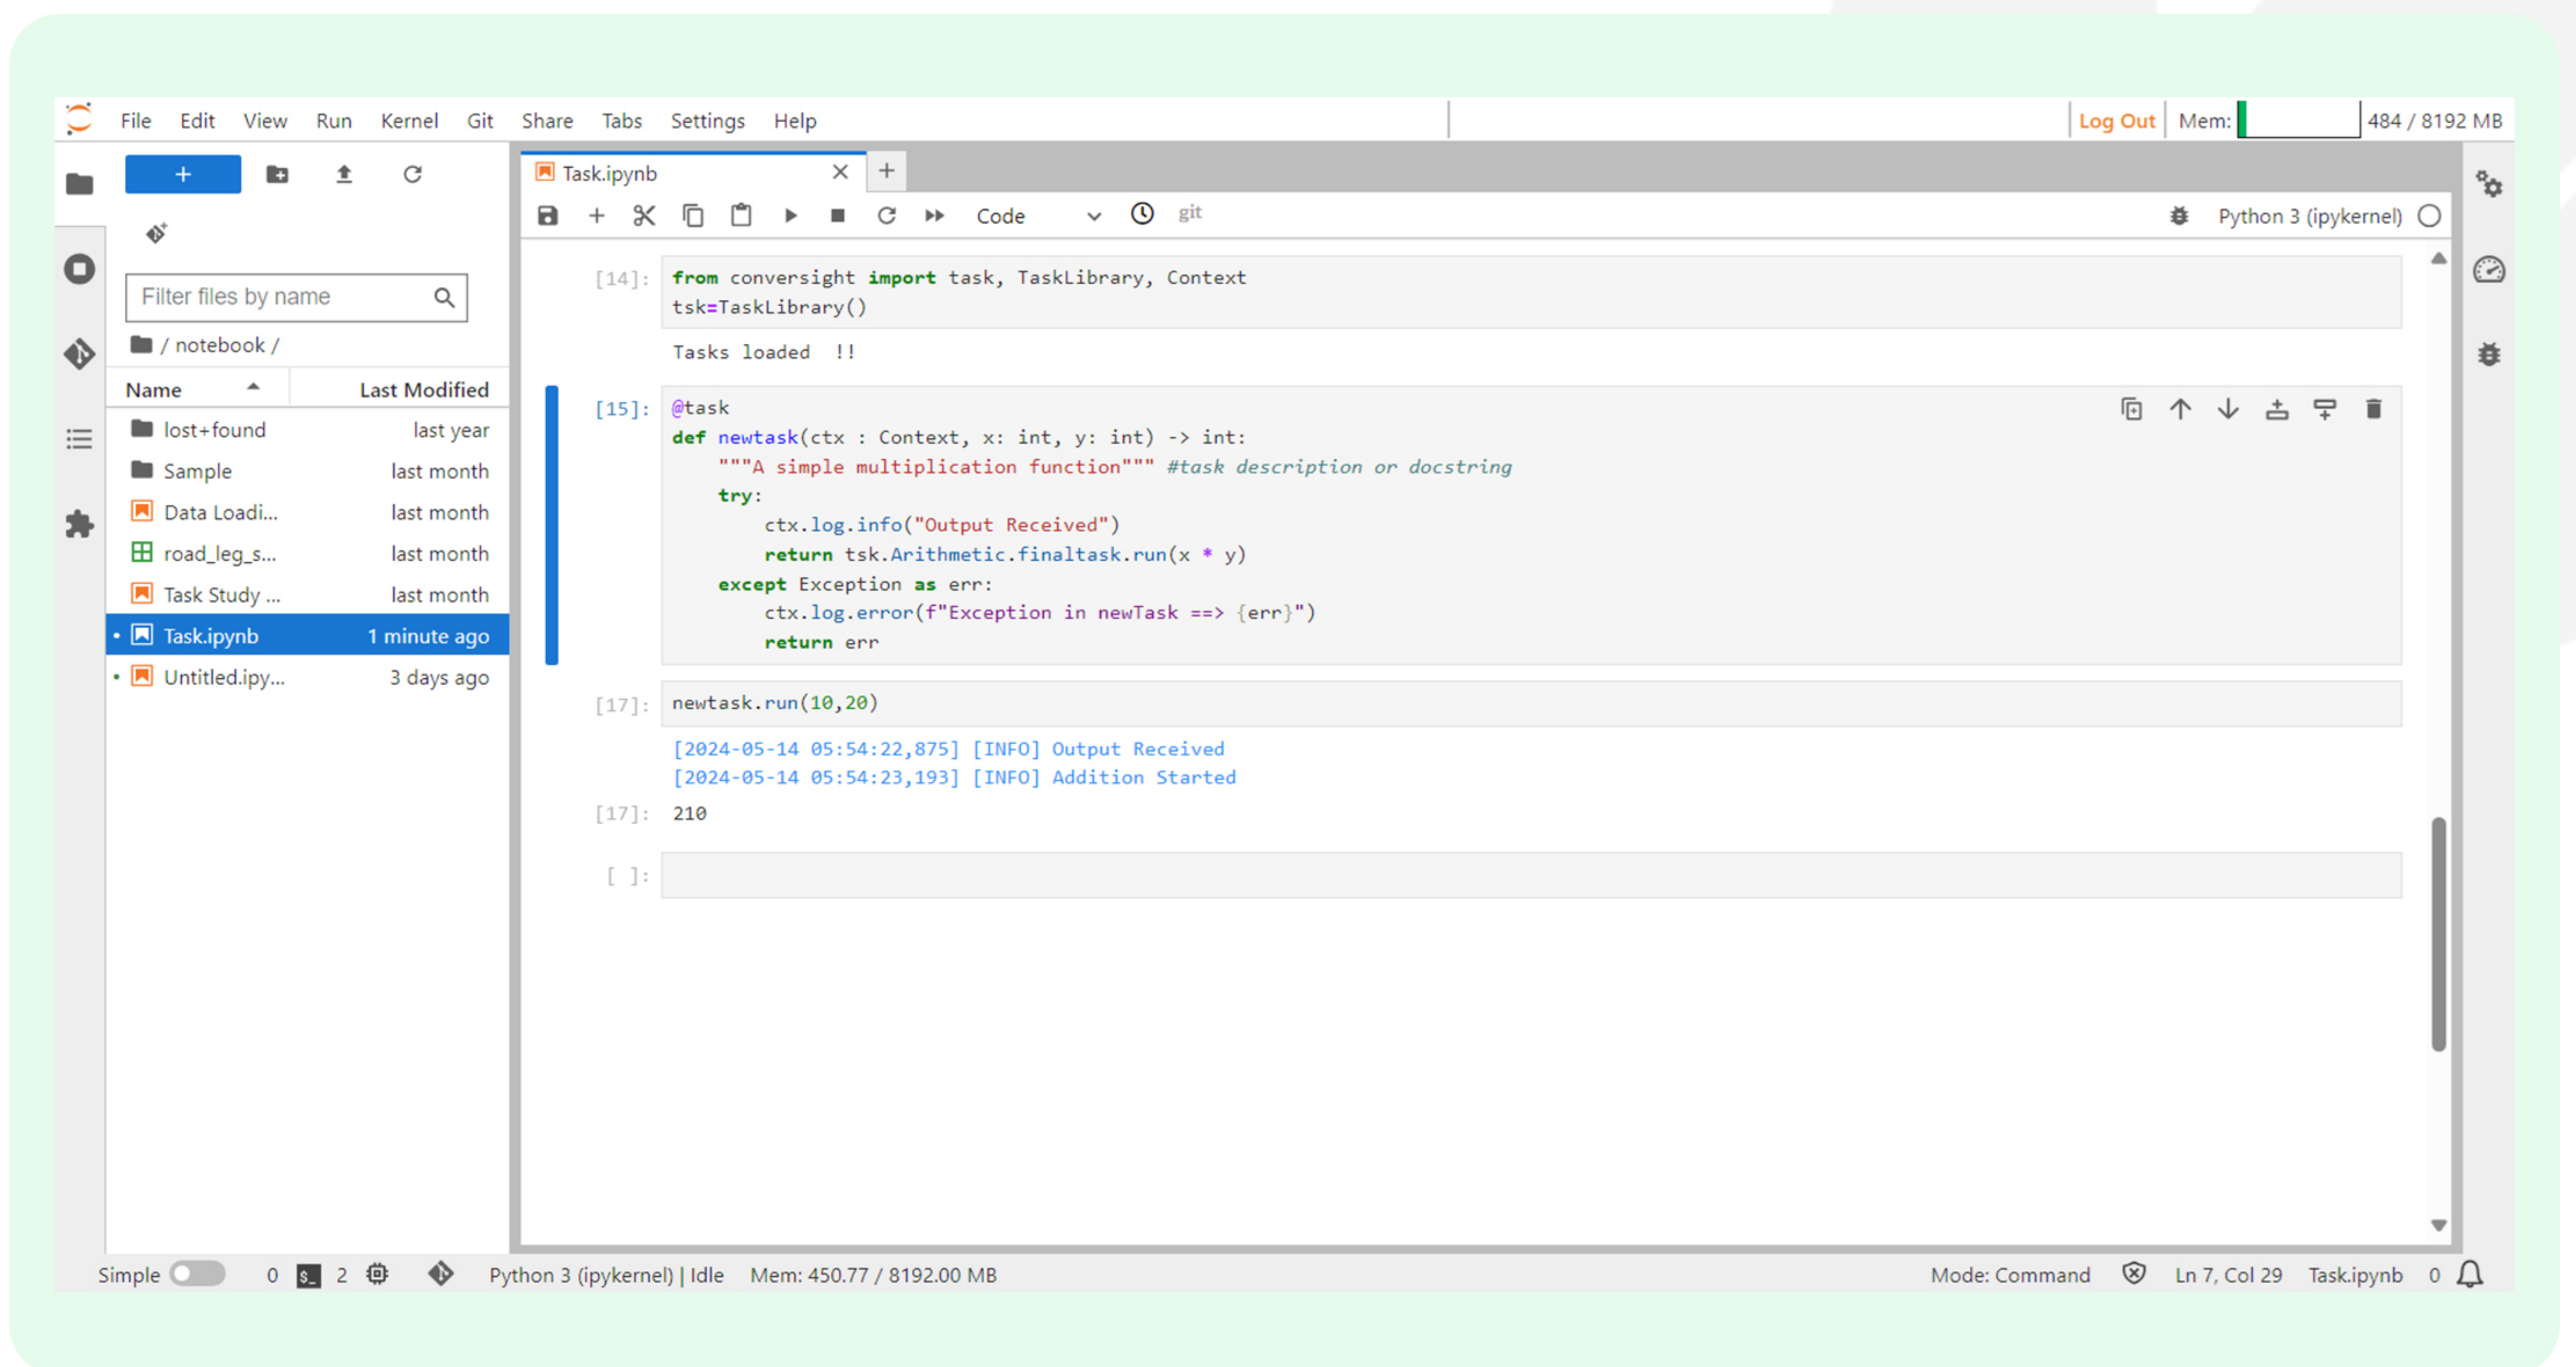 File Edit View Run Kernel Git Share Tabs Settings Help
Log Out Mem: 484 / 8192 MB
+
Filter files by name
/ notebook /
Name Last Modified
lost+found last year
Sample last month
Data Loadi... last month
road_leg_s... last month
Task Study ... last month
Task.ipynb 1 minute ago
Untitled.ipy... 3 days ago
Task.ipynb
Code git Python 3 (ipykernel)
[14]: from conversight import task, TaskLibrary, Context
tsk=TaskLibrary()
Tasks loaded !!
[15]: @task
def newtask(ctx : Context, x: int, y: int) -> int:
"""A simple multiplication function""" #task description or docstring
try:
ctx.log.info("Output Received")
return tsk.Arithmetic.finaltask.run(x * y)
except Exception as err:
ctx.log.error(f"Exception in newTask ==> {err}")
return err
[17]: newtask.run(10,20)
[2024-05-14 05:54:22,875] [INFO] Output Received
[2024-05-14 05:54:23,193] [INFO] Addition Started
[17]: 210
[ ]:
Simple 0 $_ 2 Python 3 (ipykernel) | Idle Mem: 450.77 / 8192.00 MB Mode: Command Ln 7, Col 29 Task.ipynb 0